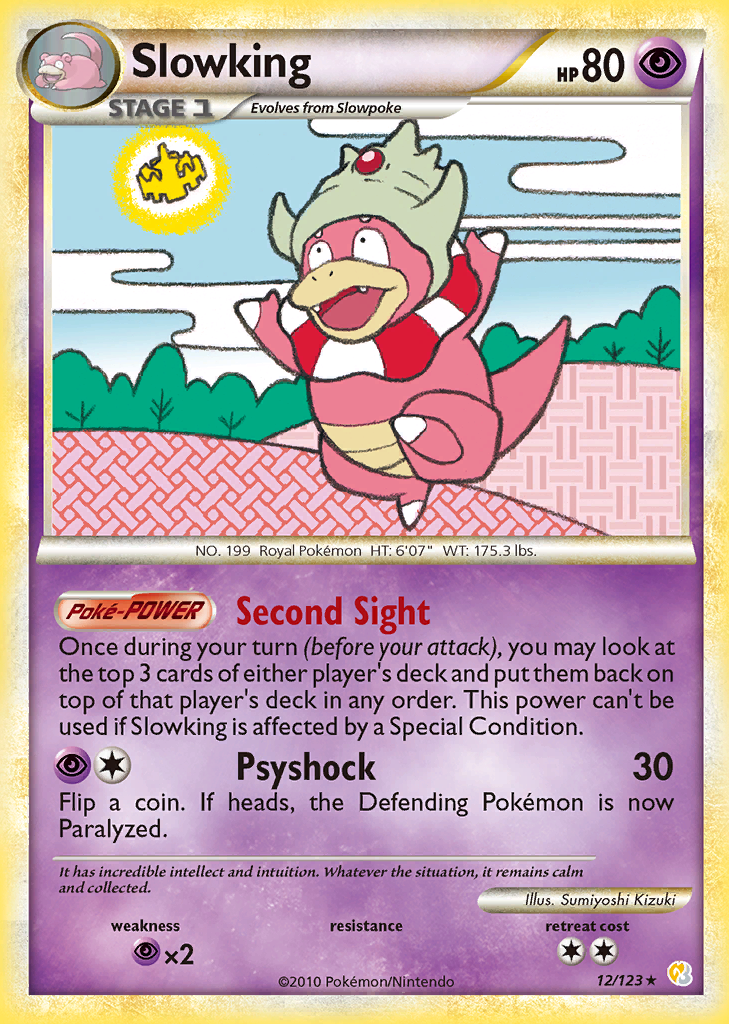 Slowking
HP 80
STAGE 1
Evolves from Slowpoke
NO. 199 Royal Pokémon HT: 6'07" WT: 175.3 lbs.
Poké-POWER Second Sight
Once during your turn (before your attack), you may look at
the top 3 cards of either player's deck and put them back on
top of that player's deck in any order. This power can't be
used if Slowking is affected by a Special Condition.
Psyshock 30
Flip a coin. If heads, the Defending Pokémon is now
Paralyzed.
It has incredible intellect and intuition. Whatever the situation, it remains calm
and collected.
Illus. Sumiyoshi Kizuki
weakness resistance retreat cost
×2
©2010 Pokémon/Nintendo 12/123★